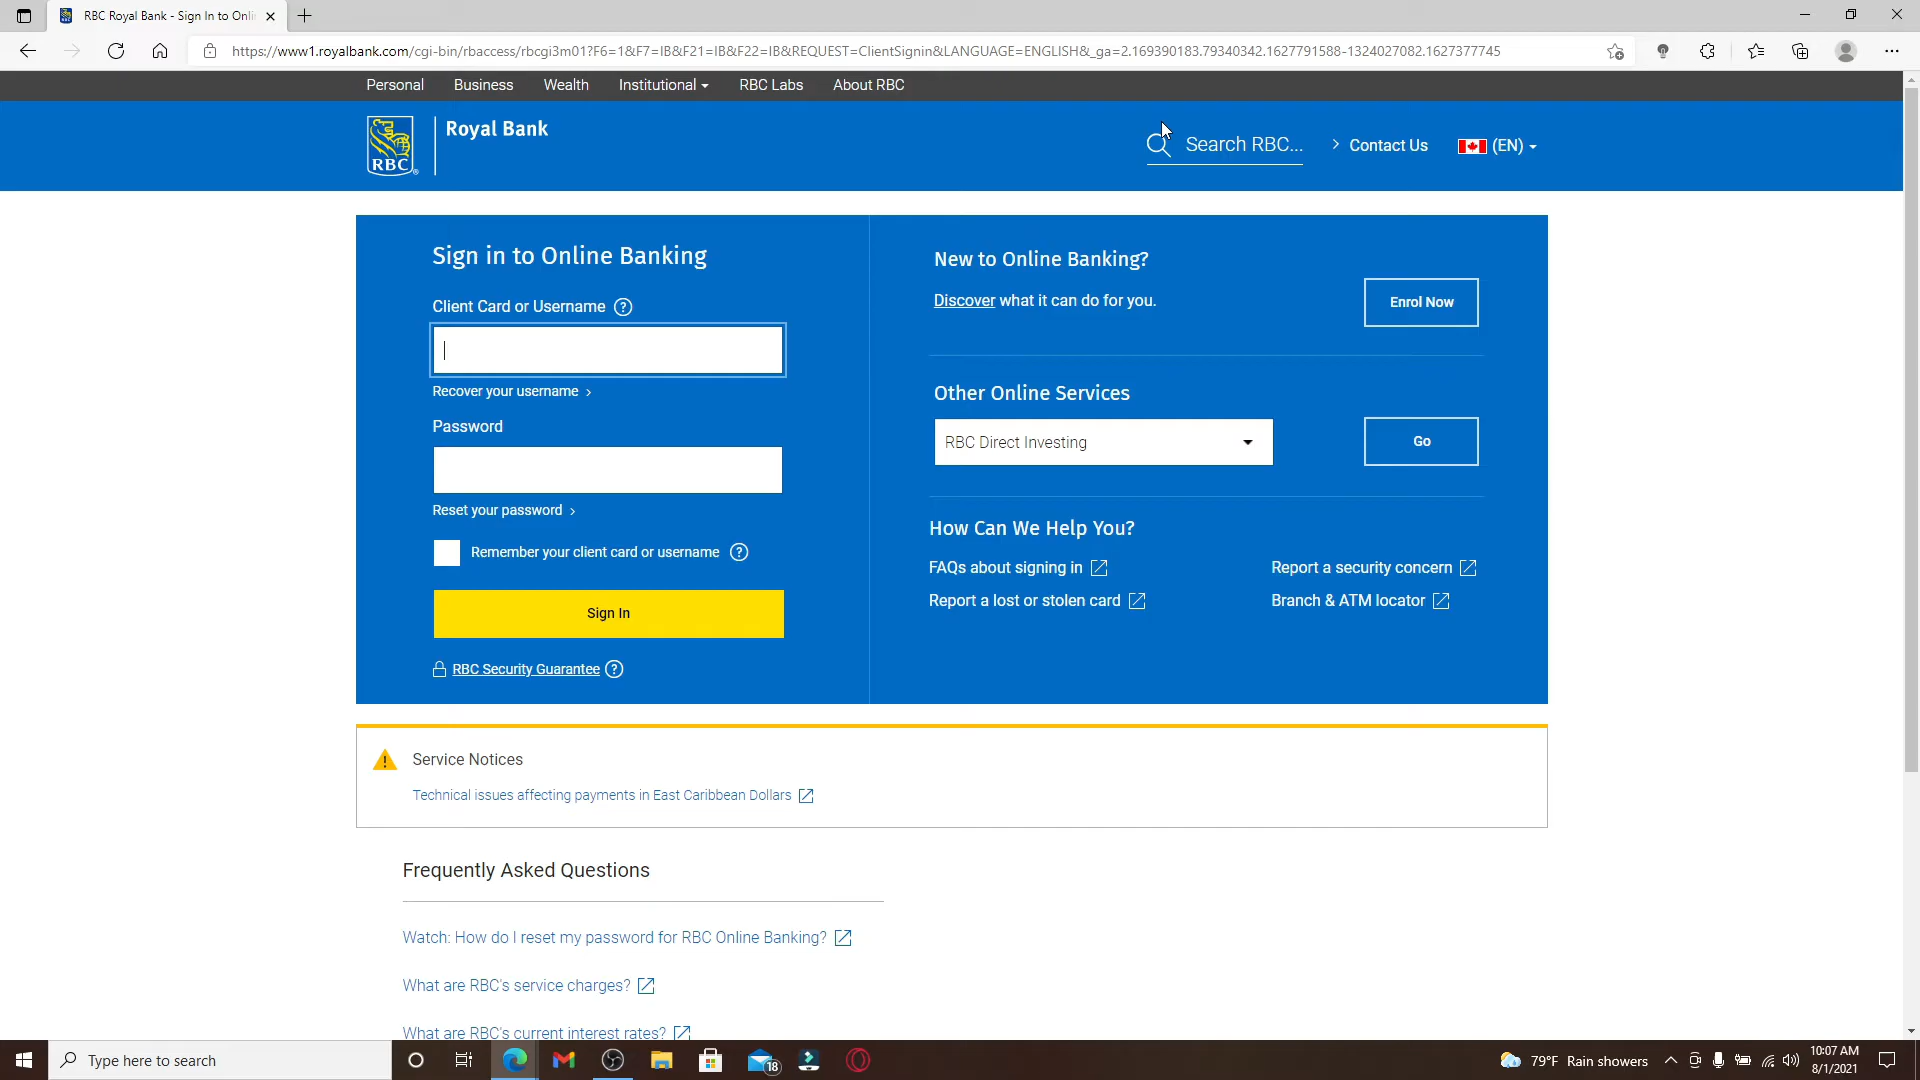 RBC Royal Bank - Sign In to Onli
https://www1.royalbank.com/cgi-bin/rbaccess/rbcgi3m01?F6=1&F7=IB&F21=IB&F22=IB&REQUEST=ClientSignin&LANGUAGE=ENGLISH&_ga=2.169390183.79340342.1627791588-1324027082.1627377745
Personal Business Wealth Institutional RBC Labs About RBC
RBC Royal Bank
Search RBC... Contact Us (EN)
Sign in to Online Banking
Client Card or Username ?
Recover your username
Password
Reset your password
Remember your client card or username ?
Sign In
RBC Security Guarantee ?
New to Online Banking?
Discover what it can do for you.
Enrol Now
Other Online Services
RBC Direct Investing
Go
How Can We Help You?
FAQs about signing in
Report a security concern
Report a lost or stolen card
Branch & ATM locator
Service Notices
Technical issues affecting payments in East Caribbean Dollars
Frequently Asked Questions
Watch: How do I reset my password for RBC Online Banking?
What are RBC's service charges?
What are RBC's current interest rates?
Type here to search
18
79°F Rain showers
10:07 AM
8/1/2021